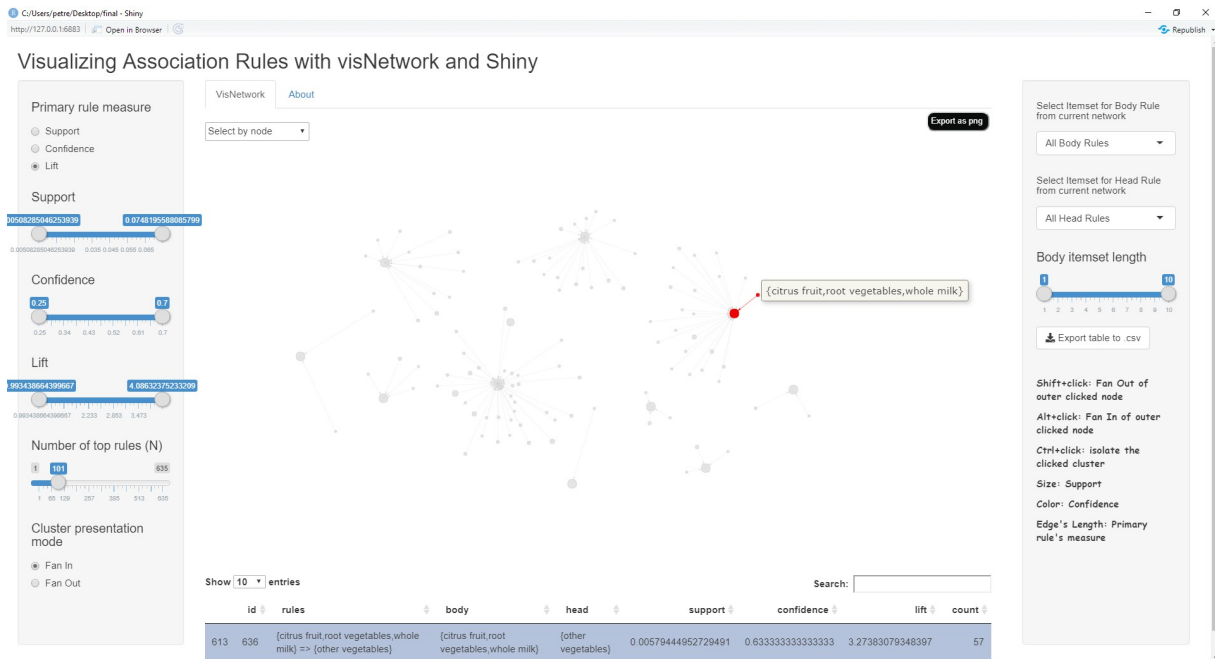 C:/Users/petre/Desktop/final - Shiny
http://127.0.0.1:6883 Open in Browser Republish
Visualizing Association Rules with visNetwork and Shiny
Primary rule measure
Support
Confidence
Lift
Support
00508285046253939 0.0748195588085799
0.00508285046253939 0.035 0.045 0.055 0.065
Confidence
0.25 0.7
0.25 0.34 0.43 0.52 0.61 0.7
Lift
.993438664399667 4.08632375233209
0.993438664399667 2.233 2.853 3.473
Number of top rules (N)
1 101 635
1 65 129 257 385 513 635
Cluster presentation
mode
Fan In
Fan Out
VisNetwork About
Select by node
Export as png
{citrus fruit,root vegetables,whole milk}
Show 10 entries
Search:
id rules body head support confidence lift count
613 636 {citrus fruit,root vegetables,whole milk} => {other vegetables} {citrus fruit,root vegetables,whole milk} {other vegetables} 0.00579444952729491 0.633333333333333 3.27383079348397 57
Select Itemset for Body Rule
from current network
All Body Rules
Select Itemset for Head Rule
from current network
All Head Rules
Body itemset length
1 10
1 2 3 4 5 6 7 8 9 10
Export table to .csv
Shift+click: Fan Out of
outer clicked node
Alt+click: Fan In of outer
clicked node
Ctrl+click: isolate the
clicked cluster
Size: Support
Color: Confidence
Edge's Length: Primary
rule's measure